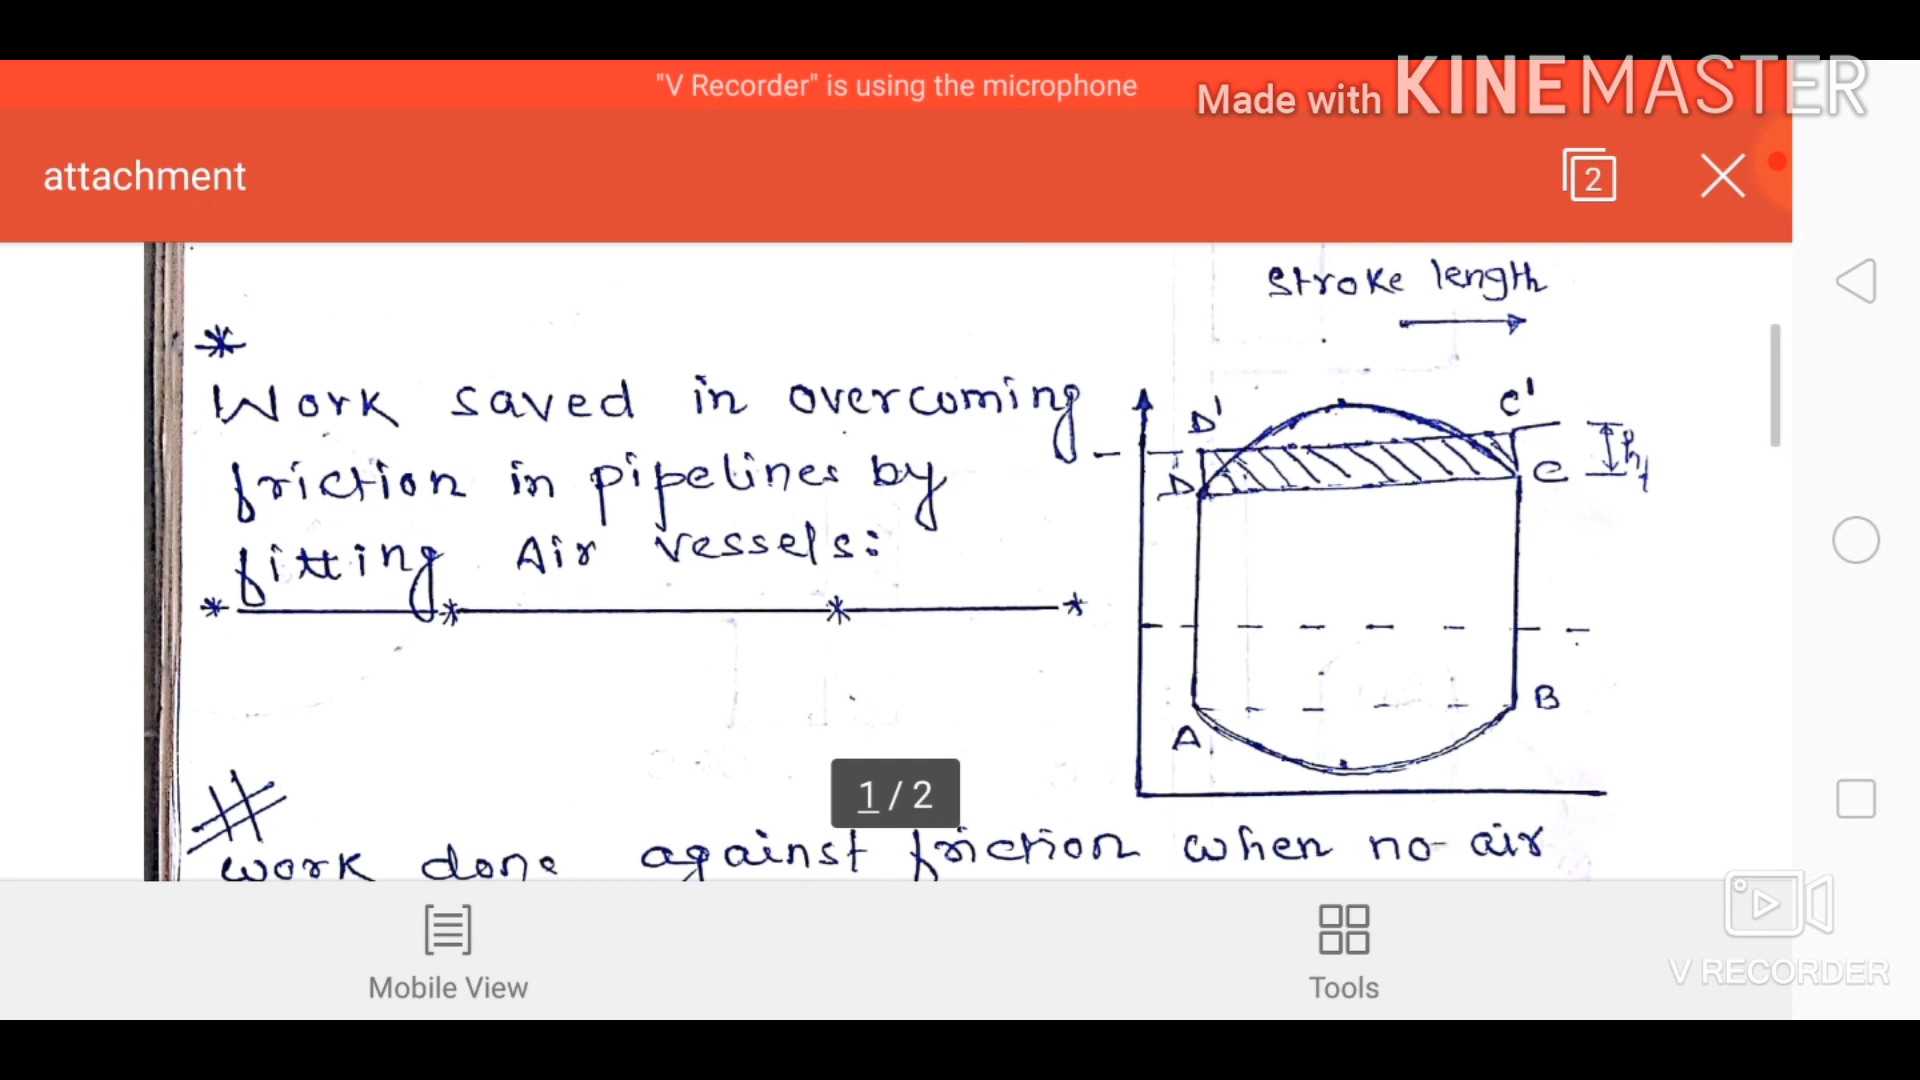 "V Recorder" is using the microphone
Made with KINEMASTER
attachment
2
Stroke length
*
Work saved in overcoming
friction in pipelines by
fitting Air vessels:
D'
C'
D
C
A
B
1 / 2
#
work done against friction when no air
Mobile View
Tools
V RECORDER